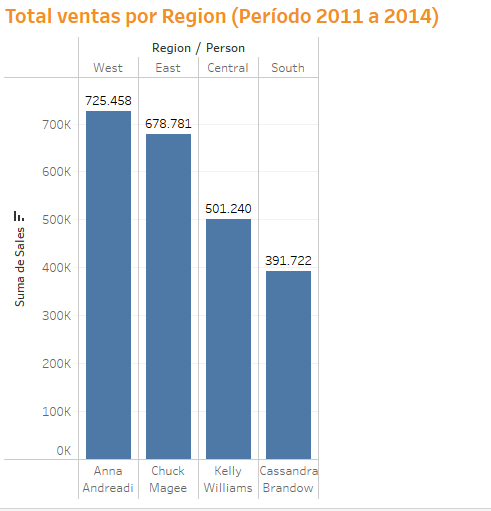 Total ventas por Region (Período 2011 a 2014)
Region / Person
West East Central South
725.458
678.781
501.240
391.722
700K
600K
500K
400K
300K
200K
100K
0K
Suma de Sales
Anna Chuck Kelly Cassandra
Andreadi Magee Williams Brandow